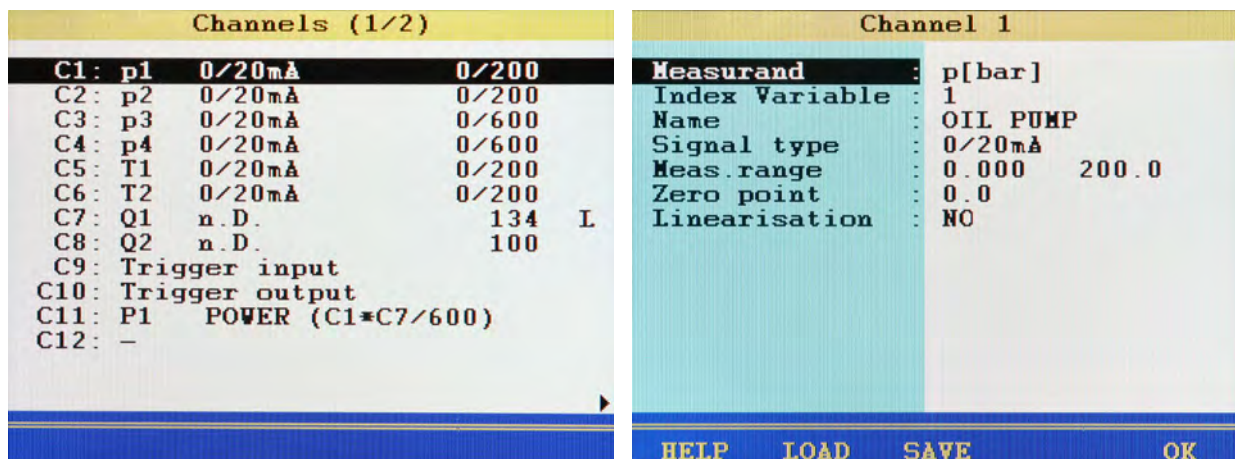 Channels (1/2)
C1: p1 0/20mA 0/200
C2: p2 0/20mA 0/200
C3: p3 0/20mA 0/600
C4: p4 0/20mA 0/600
C5: T1 0/20mA 0/200
C6: T2 0/20mA 0/200
C7: Q1 n.D. 134 L
C8: Q2 n.D. 100
C9: Trigger input
C10: Trigger output
C11: P1 POWER (C1*C7/600)
C12: –
Channel 1
Measurand : p[bar]
Index Variable : 1
Name : OIL PUMP
Signal type : 0/20mA
Meas.range : 0.000 200.0
Zero point : 0.0
Linearisation : NO
HELP LOAD SAVE OK